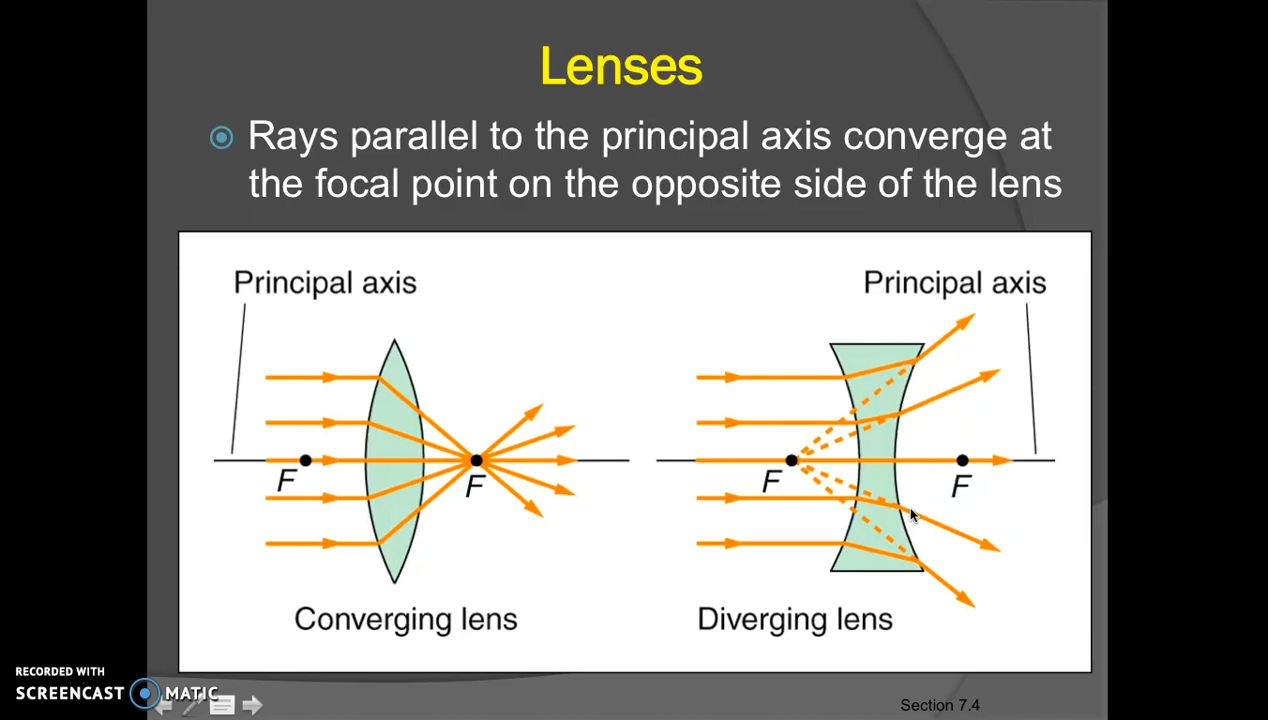 Lenses
Rays parallel to the principal axis converge at
the focal point on the opposite side of the lens
Principal axis
Principal axis
F
F
F
F
Converging lens
Diverging lens
RECORDED WITH
SCREENCAST MATIC
Section 7.4